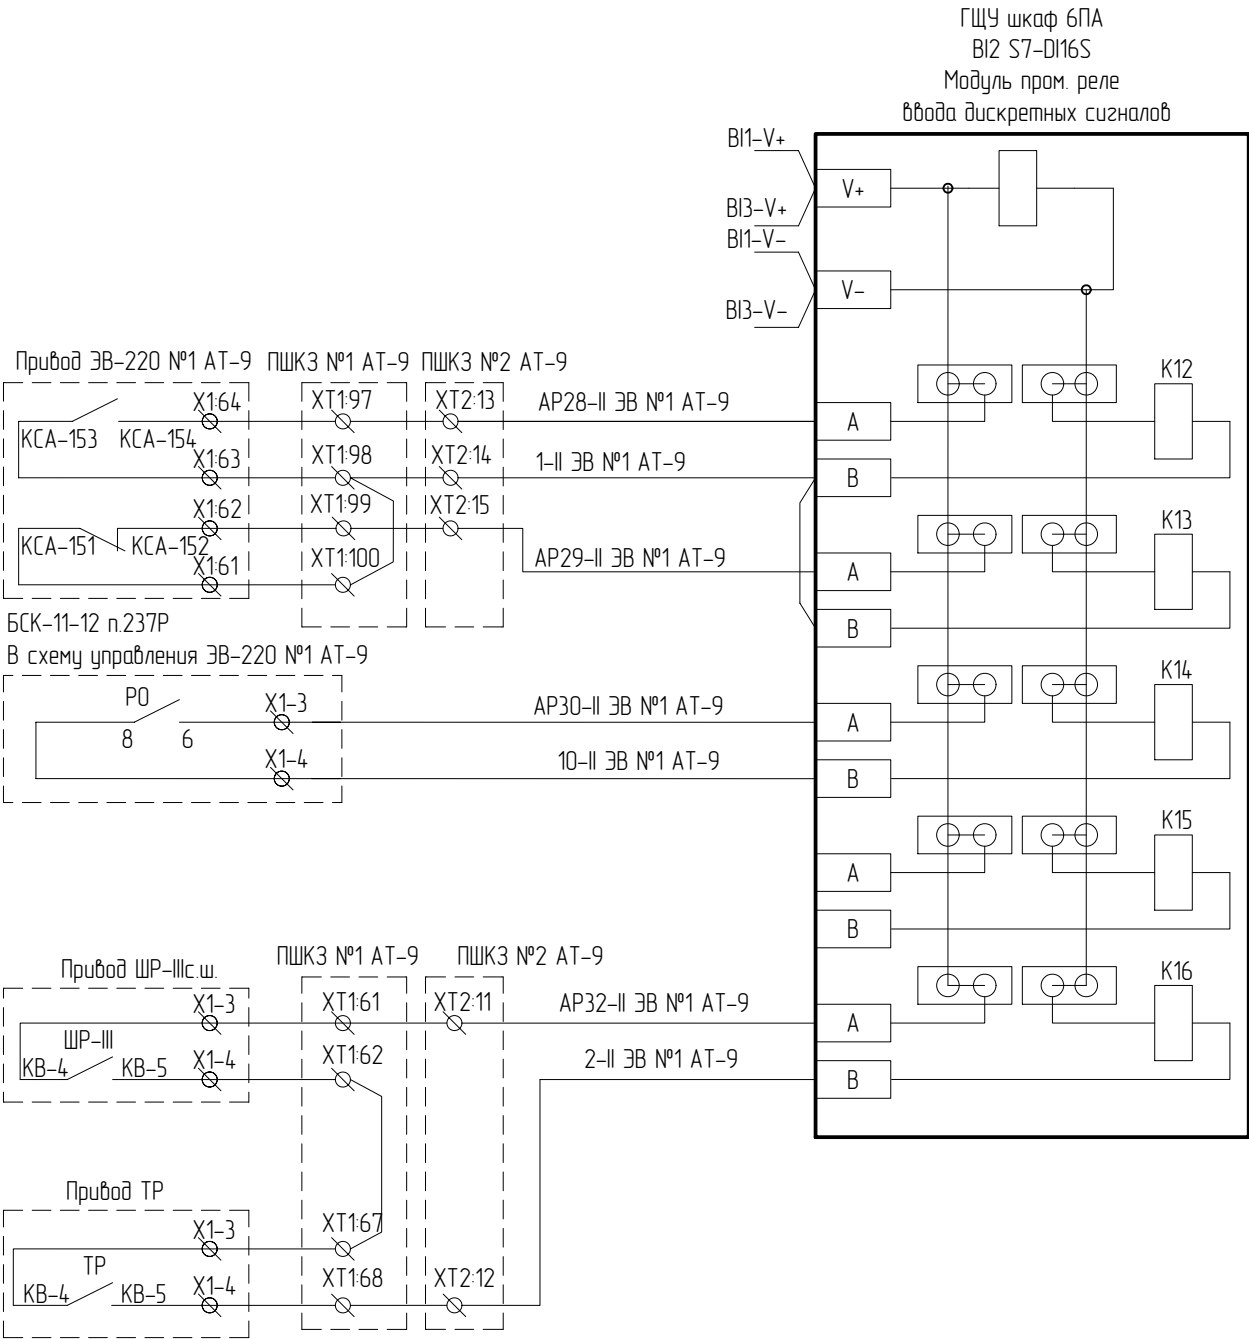 ГЩУ шкаф 6ПА
BI2 S7-DI16S
Модуль пром. реле
ввода дискретных сигналов
BI1-V+
V+
BI3-V+
BI1-V-
V-
BI3-V-
Привод ЭВ-220 №1 АТ-9
ПШКЗ №1 АТ-9
ПШКЗ №2 АТ-9
K12
X1:64
XT1:97
XT2:13
АР28-II ЭВ №1 АТ-9
A
КСА-153
КСА-154
X1:63
XT1:98
XT2:14
1-II ЭВ №1 АТ-9
B
X1:62
XT1:99
XT2:15
K13
КСА-151
КСА-152
X1:61
XT1:100
АР29-II ЭВ №1 АТ-9
A
B
БСК-11-12 п.237Р
В схему управления ЭВ-220 №1 АТ-9
K14
РО
X1-3
АР30-II ЭВ №1 АТ-9
A
8
6
X1-4
10-II ЭВ №1 АТ-9
B
K15
A
B
Привод ШР-IIIс.ш.
ПШКЗ №1 АТ-9
ПШКЗ №2 АТ-9
K16
X1-3
XT1:61
XT2:11
АР32-II ЭВ №1 АТ-9
A
ШР-III
КВ-4
КВ-5
X1-4
XT1:62
2-II ЭВ №1 АТ-9
B
Привод ТР
X1-3
XT1:67
ТР
КВ-4
КВ-5
X1-4
XT1:68
XT2:12